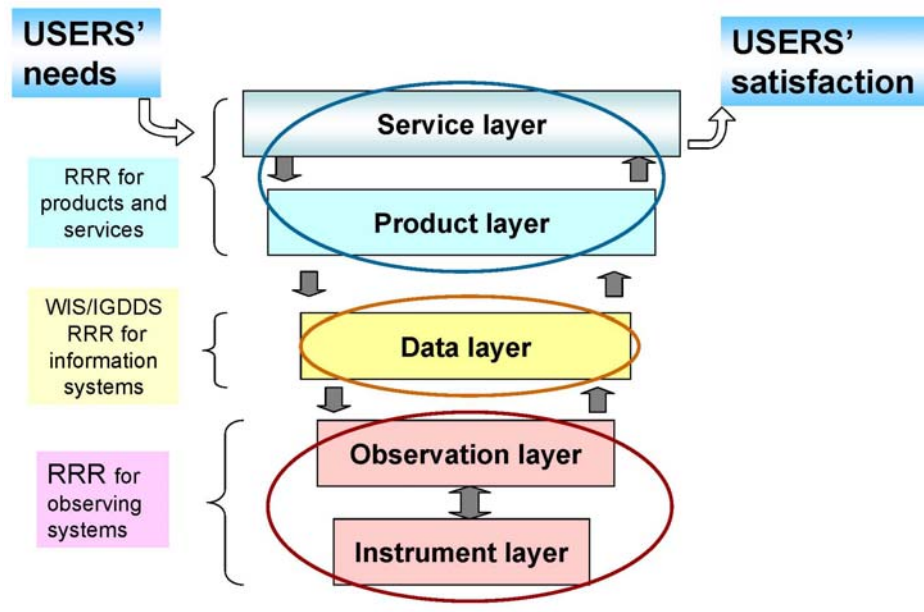 USERS’
needs
USERS’
satisfaction
Service layer
RRR for
products and
services
Product layer
WIS/IGDDS
RRR for
information
systems
Data layer
Observation layer
RRR for
observing
systems
Instrument layer